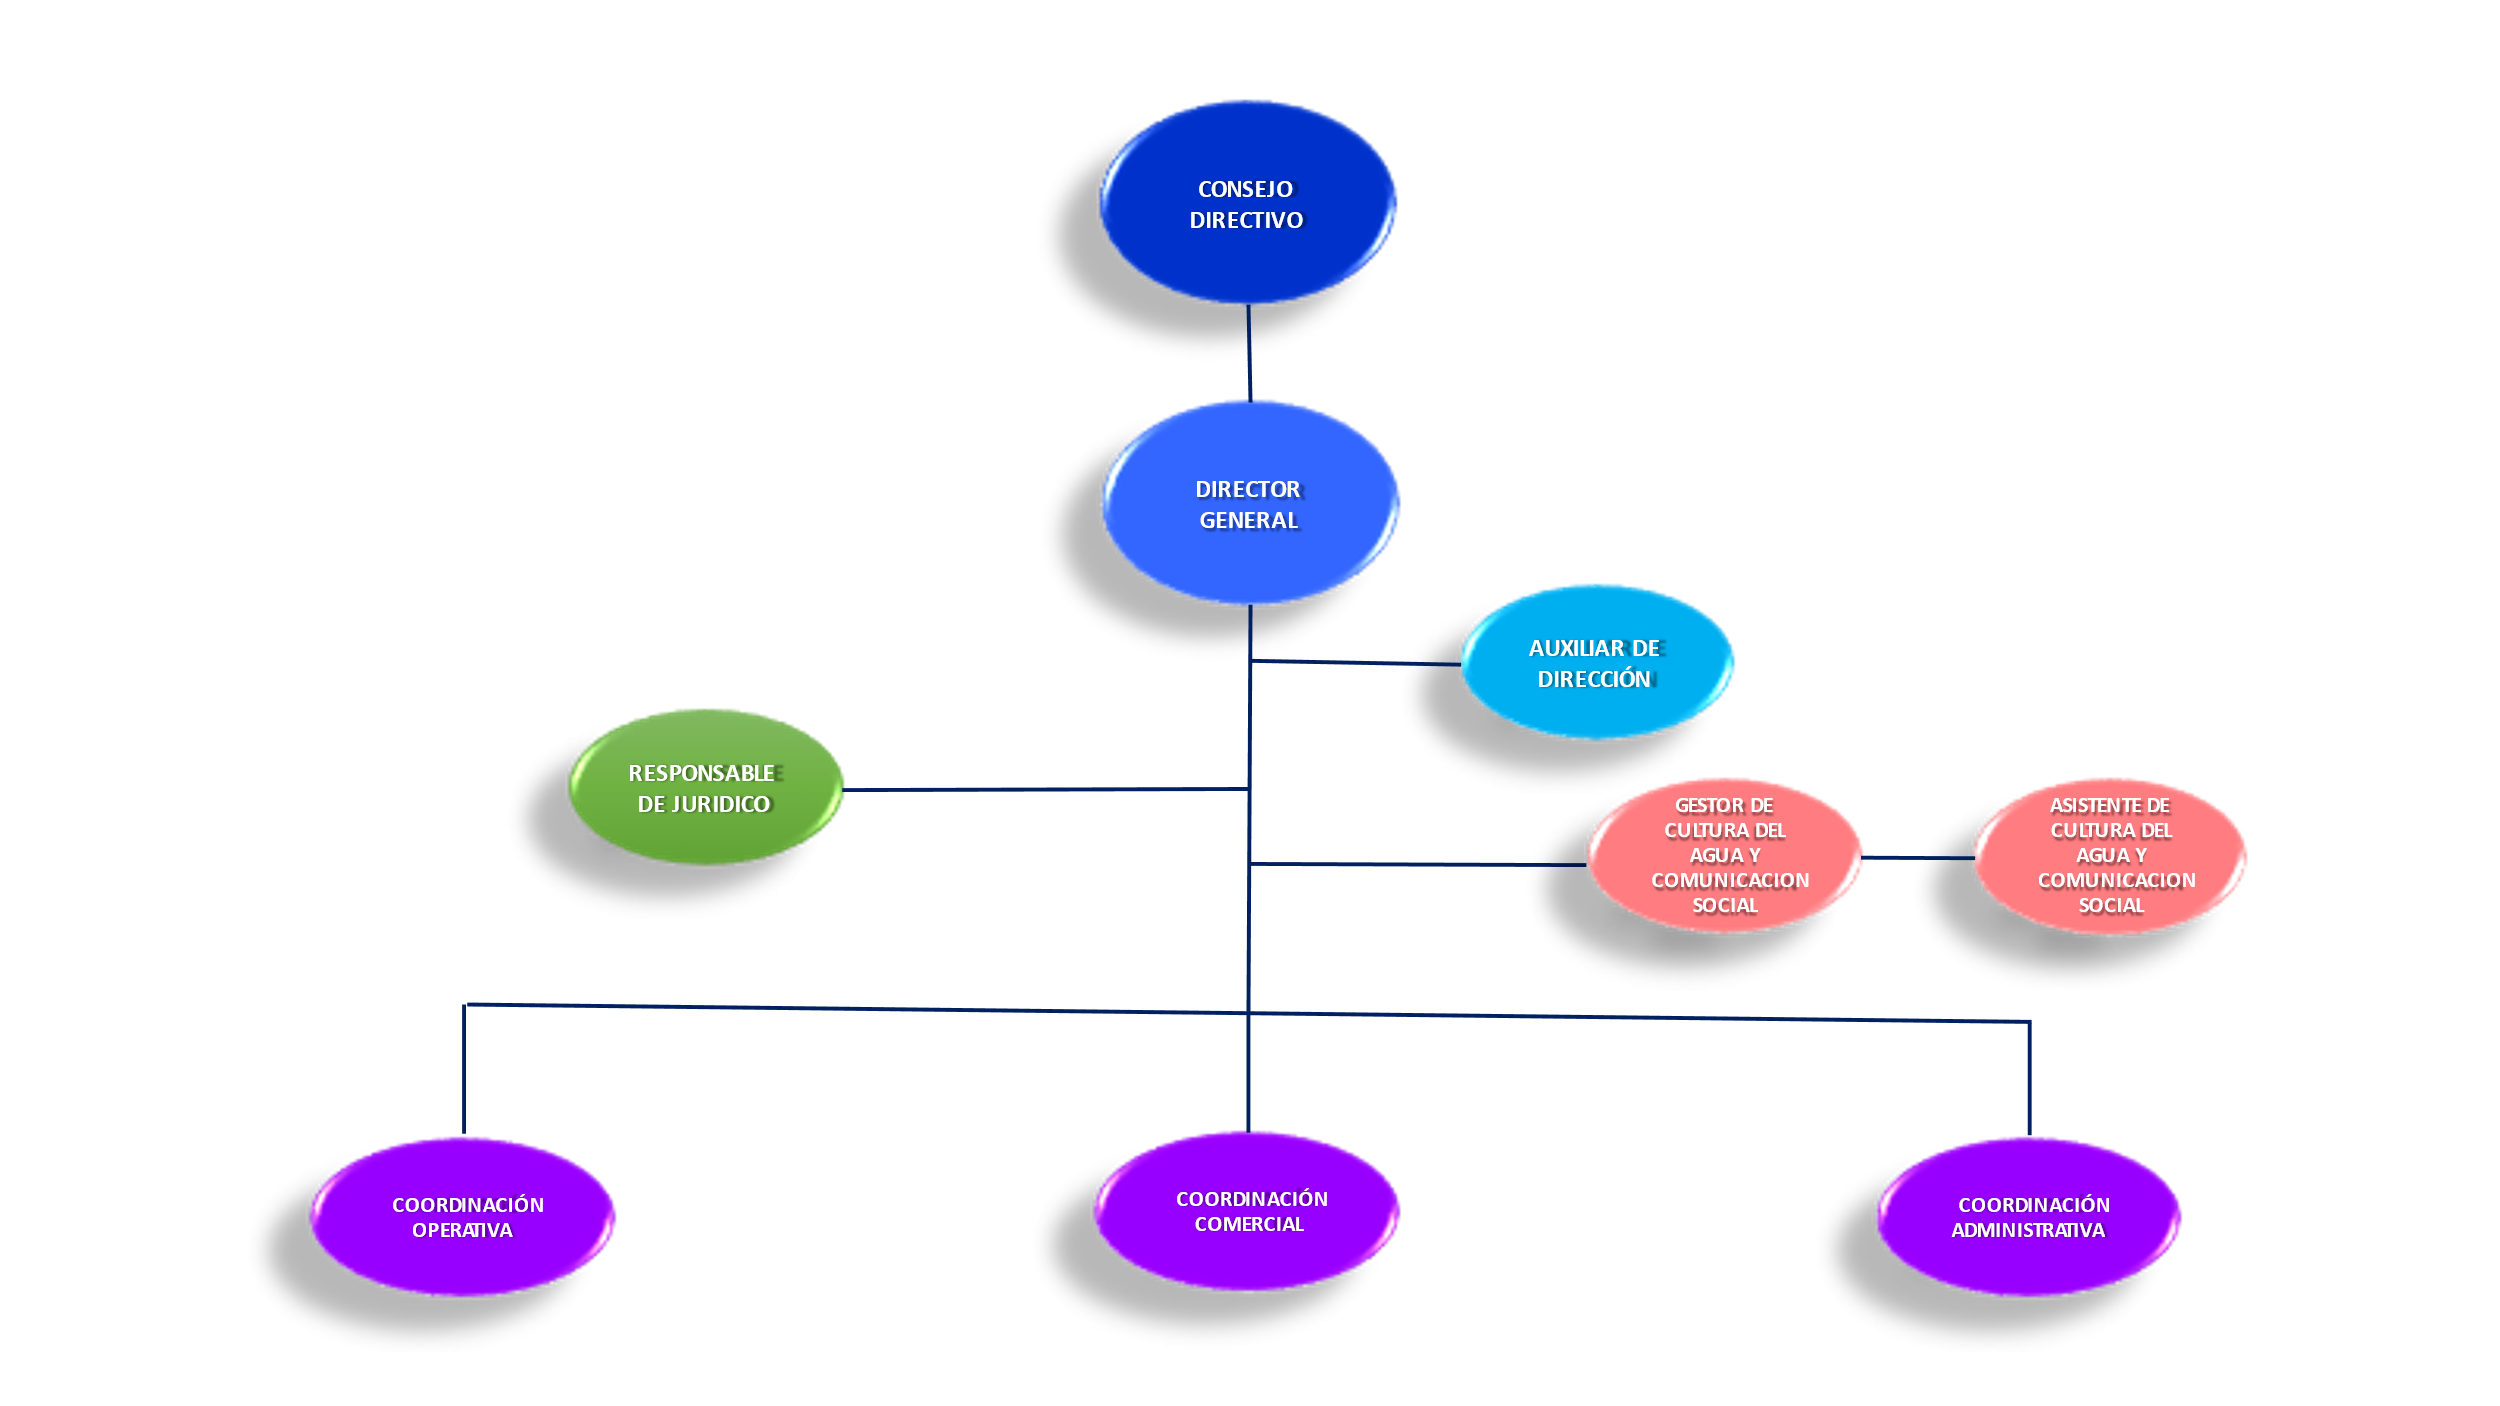 CONSEJO
DIRECTIVO
DIRECTOR
GENERAL
AUXILIAR DE
DIRECCIÓN
RESPONSABLE
DE JURIDICO
GESTOR DE
CULTURA DEL
AGUA Y
COMUNICACION
SOCIAL
ASISTENTE DE
CULTURA DEL
AGUA Y
COMUNICACION
SOCIAL
COORDINACIÓN
OPERATIVA
COORDINACIÓN
COMERCIAL
COORDINACIÓN
ADMINISTRATIVA